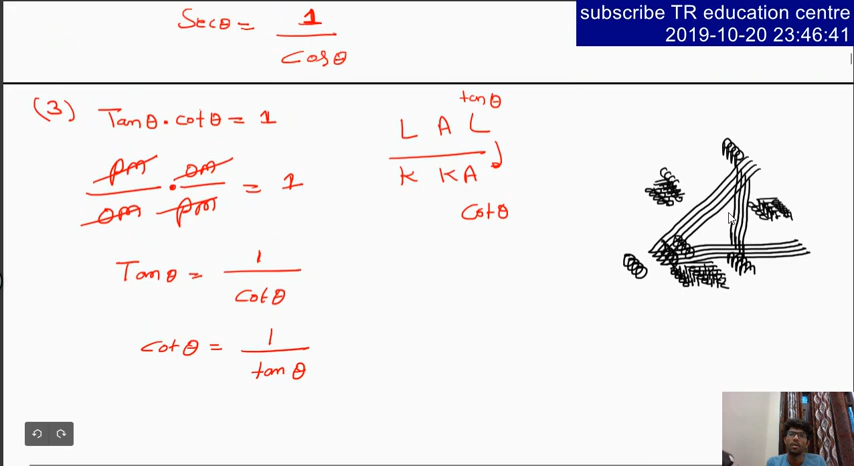 subscribe TR education centre
2019-10-20 23:46:41
Secθ = 1
Cosθ
(3) Tanθ . cotθ = 1
tanθ
L A L
K KA
cotθ
PM . OM = 1
OM PM
Tanθ = 1
cotθ
cotθ = 1
tanθ